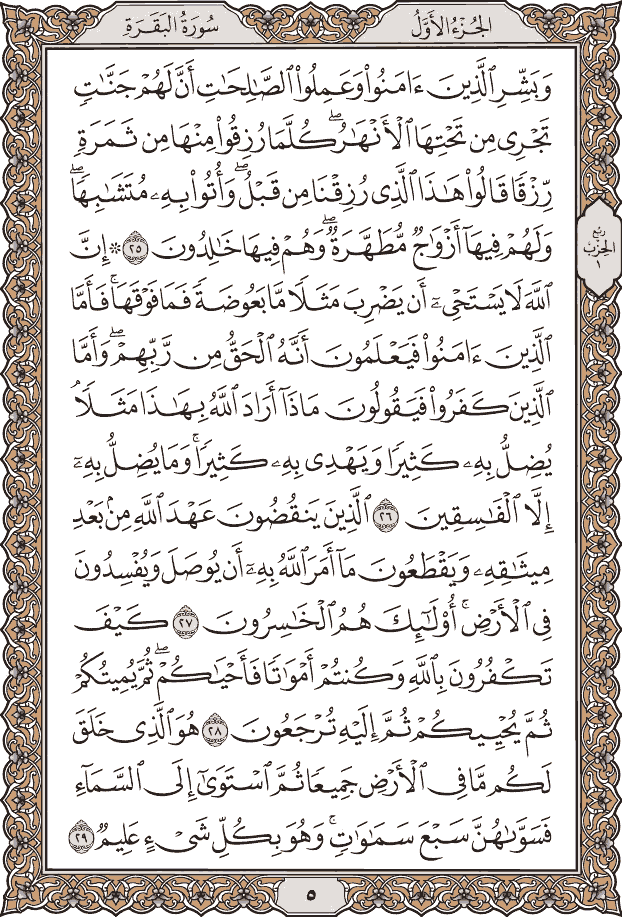 الجُزْءُ الأَوَّلُ
سُورَةُ البَقَرَةِ
وَبَشِّرِ ٱلَّذِينَ ءَامَنُوا۟ وَعَمِلُوا۟ ٱلصَّٰلِحَٰتِ أَنَّ لَهُمْ جَنَّٰتٍ
تَجْرِى مِن تَحْتِهَا ٱلْأَنْهَٰرُ ۖ كُلَّمَا رُزِقُوا۟ مِنْهَا مِن ثَمَرَةٍ
رِّزْقًا قَالُوا۟ هَٰذَا ٱلَّذِى رُزِقْنَا مِن قَبْلُ ۖ وَأُتُوا۟ بِهِۦ مُتَشَٰبِهًا ۖ
وَلَهُمْ فِيهَآ أَزْوَٰجٌ مُّطَهَّرَةٌ ۖ وَهُمْ فِيهَا خَٰلِدُونَ ٢٥ ۞ إِنَّ
ٱللَّهَ لَا يَسْتَحْىِۦٓ أَن يَضْرِبَ مَثَلًا مَّا بَعُوضَةً فَمَا فَوْقَهَا ۚ فَأَمَّا
ٱلَّذِينَ ءَامَنُوا۟ فَيَعْلَمُونَ أَنَّهُ ٱلْحَقُّ مِن رَّبِّهِمْ ۖ وَأَمَّا
ٱلَّذِينَ كَفَرُوا۟ فَيَقُولُونَ مَاذَآ أَرَادَ ٱللَّهُ بِهَٰذَا مَثَلًا ۘ
يُضِلُّ بِهِۦ كَثِيرًا وَيَهْدِى بِهِۦ كَثِيرًا ۚ وَمَا يُضِلُّ بِهِۦٓ
إِلَّا ٱلْفَٰسِقِينَ ٢٦ ٱلَّذِينَ يَنقُضُونَ عَهْدَ ٱللَّهِ مِنۢ بَعْدِ
مِيثَٰقِهِۦ وَيَقْطَعُونَ مَآ أَمَرَ ٱللَّهُ بِهِۦٓ أَن يُوصَلَ وَيُفْسِدُونَ
فِى ٱلْأَرْضِ ۚ أُو۟لَٰٓئِكَ هُمُ ٱلْخَٰسِرُونَ ٢٧ كَيْفَ
تَكْفُرُونَ بِٱللَّهِ وَكُنتُمْ أَمْوَٰتًا فَأَحْيَٰكُمْ ۖ ثُمَّ يُمِيتُكُمْ
ثُمَّ يُحْيِيكُمْ ثُمَّ إِلَيْهِ تُرْجَعُونَ ٢٨ هُوَ ٱلَّذِى خَلَقَ
لَكُم مَّا فِى ٱلْأَرْضِ جَمِيعًا ثُمَّ ٱسْتَوَىٰٓ إِلَى ٱلسَّمَآءِ
فَسَوَّىٰهُنَّ سَبْعَ سَمَٰوَٰتٍ ۚ وَهُوَ بِكُلِّ شَىْءٍ عَلِيمٌ ٢٩
رُبْعُ
الحِزْبِ
١
٥